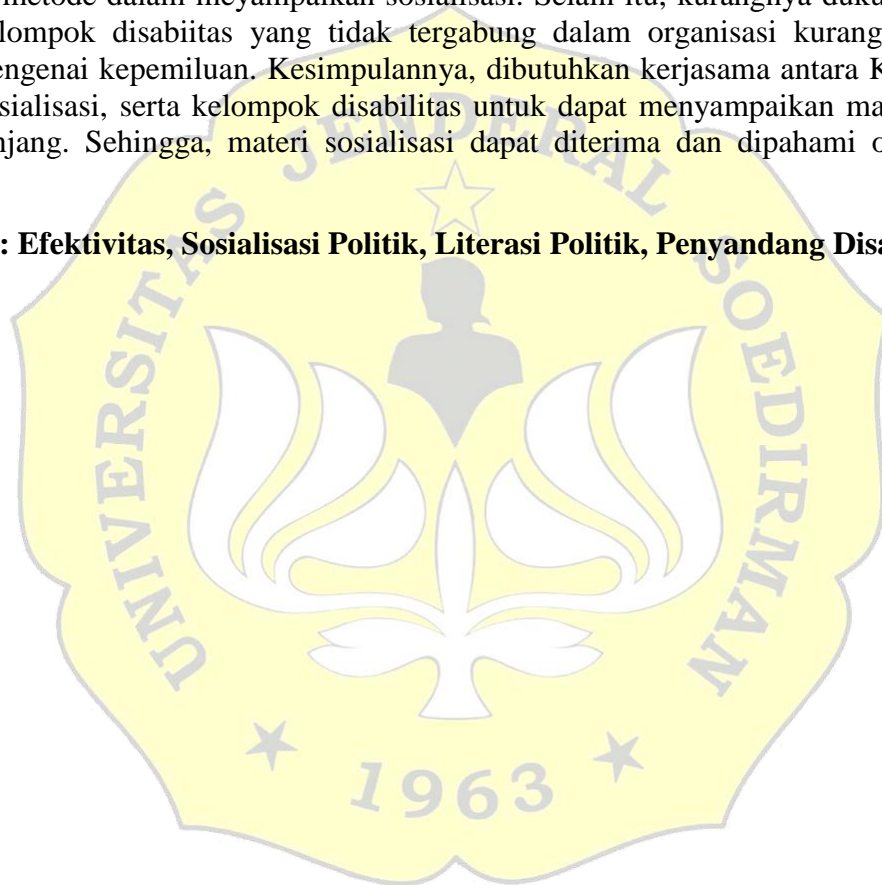 metode dalam meyampaikan sosialisasi. Selain itu, kurangnya duku
elompok disabiitas yang tidak tergabung dalam organisasi kurang
engenai kepemiluan. Kesimpulannya, dibutuhkan kerjasama antara K
sialisasi, serta kelompok disabilitas untuk dapat menyampaikan ma
njang. Sehingga, materi sosialisasi dapat diterima dan dipahami o
: Efektivitas, Sosialisasi Politik, Literasi Politik, Penyandang Disa
UNIVERSITAS JENDERAL SOEDIRMAN
1963